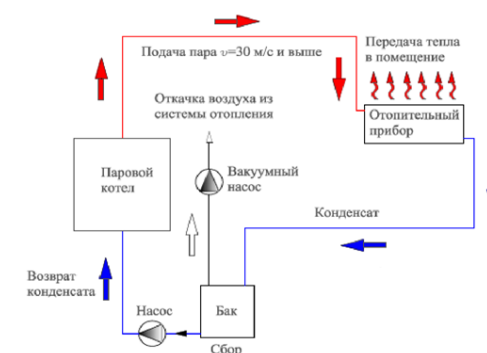 Подача пара υ=30 м/с и выше
Передача тепла
в помещение
Откачка воздуха из
системы отопления
Отопительный
прибор
Паровой
котел
Вакуумный
насос
Конденсат
Возврат
конденсата
Насос
Бак
Сбор